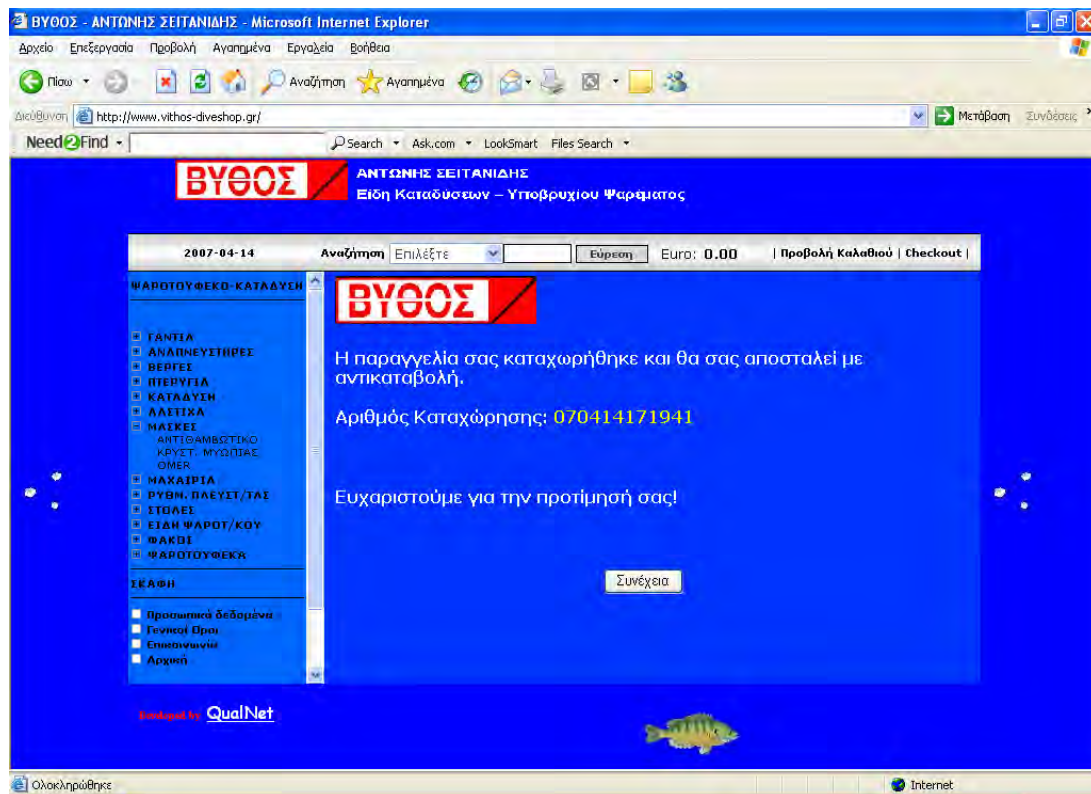 ΒΥΘΟΣ - ΑΝΤΩΝΗΣ ΣΕΙΤΑΝΙΔΗΣ - Microsoft Internet Explorer
Αρχείο Επεξεργασία Προβολή Αγαπημένα Εργαλεία Βοήθεια
Πίσω Αναζήτηση Αγαπημένα
Διεύθυνση http://www.vithos-diveshop.gr/ Μετάβαση Συνδέσεις
Need2Find Search Ask.com LookSmart Files Search
ΒΥΘΟΣ ΑΝΤΩΝΗΣ ΣΕΙΤΑΝΙΔΗΣ
Είδη Καταδύσεων – Υποβρυχίου Ψαρέματος
2007-04-14 Αναζήτηση Επιλέξτε Εύρεση Euro: 0.00 | Προβολή Καλαθιού | Checkout |
ΨΑΡΟΤΟΥΦΕΚΟ-ΚΑΤΑΔΥΣΗ
ΓΑΝΤΙΑ
ΑΝΑΠΝΕΥΣΤΗΡΕΣ
ΒΕΡΓΕΣ
ΠΤΕΡΥΓΙΑ
ΚΑΤΑΔΥΣΗ
ΛΑΣΤΙΧΑ
ΜΑΣΚΕΣ
ΑΝΤΙΘΑΜΒΩΤΙΚΟ
ΚΡΥΣΤ. ΜΥΩΠΙΑΣ
OMER
ΜΑΧΑΙΡΙΑ
ΡΥΘΜ. ΠΛΕΥΣΤ/ΤΑΣ
ΣΤΟΛΕΣ
ΕΙΔΗ ΨΑΡΟΤ/ΚΟΥ
ΦΑΚΟΙ
ΨΑΡΟΤΟΥΦΕΚΑ
ΣΚΑΦΗ
Προσωπικά δεδομένα
Γενικοί Όροι
Επικοινωνία
Αρχική
ΒΥΘΟΣ
Η παραγγελία σας καταχωρήθηκε και θα σας αποσταλεί με
αντικαταβολή.
Αριθμός Καταχώρησης: 070414171941
Ευχαριστούμε για την προτίμησή σας!
Συνέχεια
Developed by QualNet
Ολοκληρώθηκε Internet